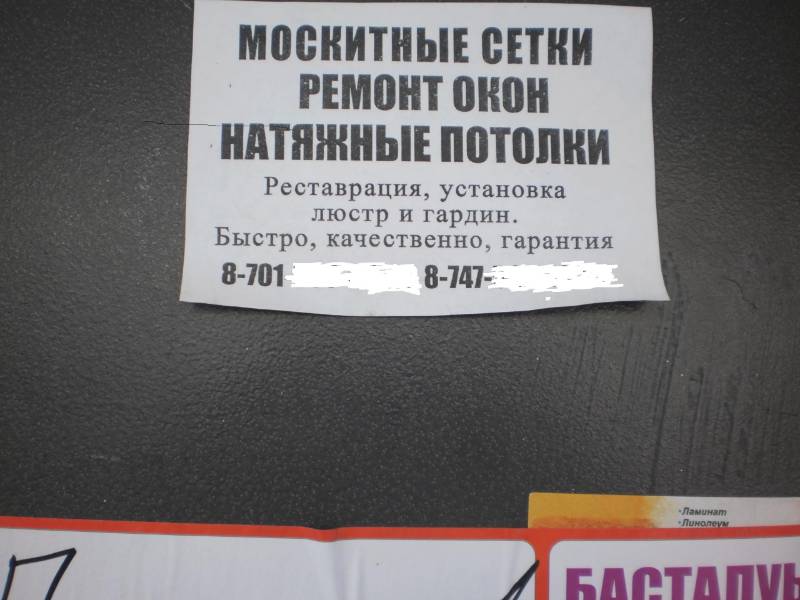 МОСКИТНЫЕ СЕТКИ
РЕМОНТ ОКОН
НАТЯЖНЫЕ ПОТОЛКИ
Реставрация, установка
люстр и гардин.
Быстро, качественно, гарантия
8-701 8-747-
·Ламинат
·Линолеум